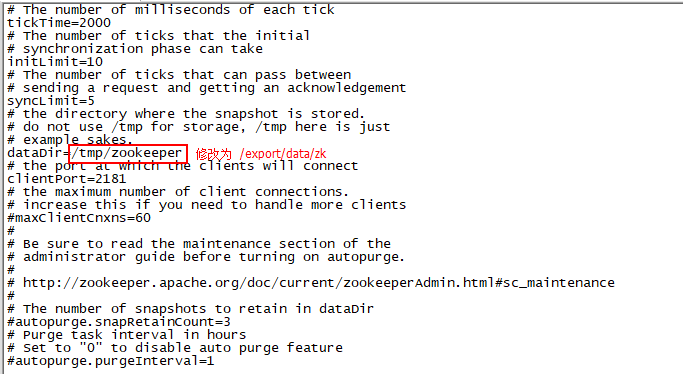 # The number of milliseconds of each tick
tickTime=2000
# The number of ticks that the initial
# synchronization phase can take
initLimit=10
# The number of ticks that can pass between
# sending a request and getting an acknowledgement
syncLimit=5
# the directory where the snapshot is stored.
# do not use /tmp for storage, /tmp here is just
# example sakes.
dataDir=/tmp/zookeeper 修改为 /export/data/zk
# the port at which the clients will connect
clientPort=2181
# the maximum number of client connections.
# increase this if you need to handle more clients
#maxClientCnxns=60
#
# Be sure to read the maintenance section of the
# administrator guide before turning on autopurge.
#
# http://zookeeper.apache.org/doc/current/zookeeperAdmin.html#sc_maintenance
#
# The number of snapshots to retain in dataDir
#autopurge.snapRetainCount=3
# Purge task interval in hours
# Set to "0" to disable auto purge feature
#autopurge.purgeInterval=1